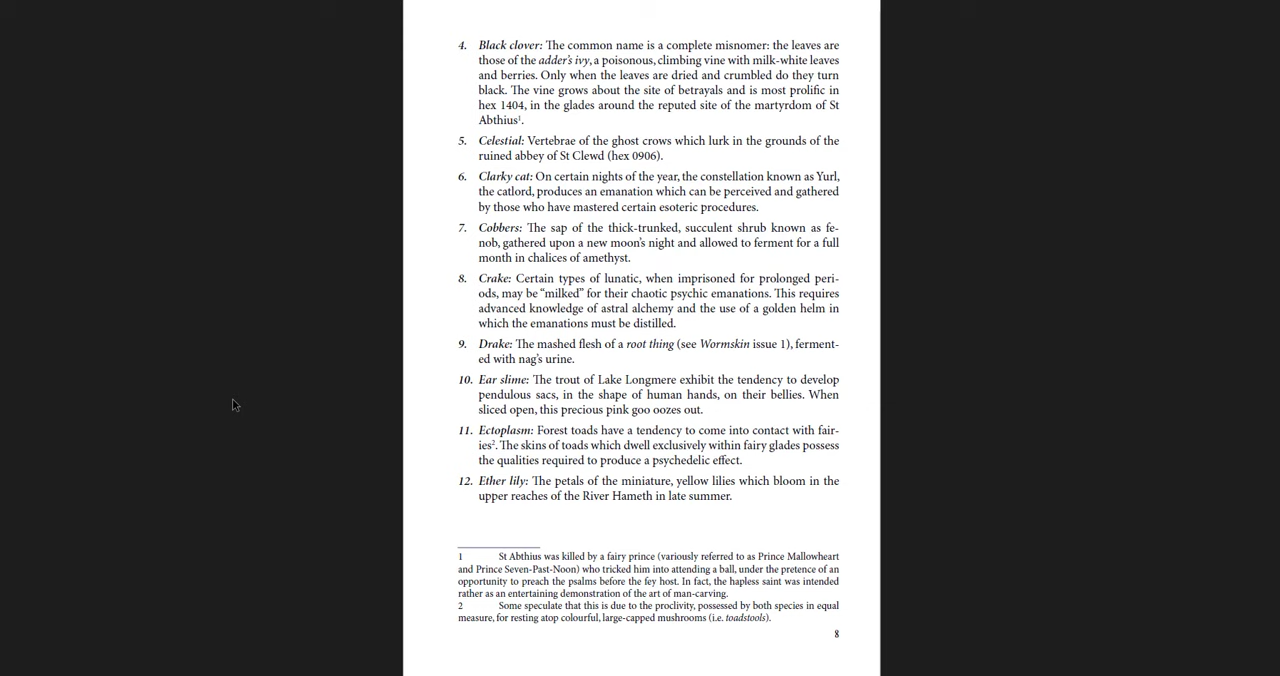 4. Black clover: The common name is a complete misnomer: the leaves are
those of the adder's ivy, a poisonous, climbing vine with milk-white leaves
and berries. Only when the leaves are dried and crumbled do they turn
black. The vine grows about the site of betrayals and is most prolific in
hex 1404, in the glades around the reputed site of the martyrdom of St
Abthius¹.
5. Celestial: Vertebrae of the ghost crows which lurk in the grounds of the
ruined abbey of St Clewd (hex 0906).
6. Clarky cat: On certain nights of the year, the constellation known as Yurl,
the catlord, produces an emanation which can be perceived and gathered
by those who have mastered certain esoteric procedures.
7. Cobbers: The sap of the thick-trunked, succulent shrub known as fe-
nob, gathered upon a new moon's night and allowed to ferment for a full
month in chalices of amethyst.
8. Crake: Certain types of lunatic, when imprisoned for prolonged peri-
ods, may be “milked” for their chaotic psychic emanations. This requires
advanced knowledge of astral alchemy and the use of a golden helm in
which the emanations must be distilled.
9. Drake: The mashed flesh of a root thing (see Wormskin issue 1), ferment-
ed with nag's urine.
10. Ear slime: The trout of Lake Longmere exhibit the tendency to develop
pendulous sacs, in the shape of human hands, on their bellies. When
sliced open, this precious pink goo oozes out.
11. Ectoplasm: Forest toads have a tendency to come into contact with fair-
ies². The skins of toads which dwell exclusively within fairy glades possess
the qualities required to produce a psychedelic effect.
12. Ether lily: The petals of the miniature, yellow lilies which bloom in the
upper reaches of the River Hameth in late summer.
1 St Abthius was killed by a fairy prince (variously referred to as Prince Mallowheart
and Prince Seven-Past-Noon) who tricked him into attending a ball, under the pretence of an
opportunity to preach the psalms before the fey host. In fact, the hapless saint was intended
rather as an entertaining demonstration of the art of man-carving.
2 Some speculate that this is due to the proclivity, possessed by both species in equal
measure, for resting atop colourful, large-capped mushrooms (i.e. toadstools).
8